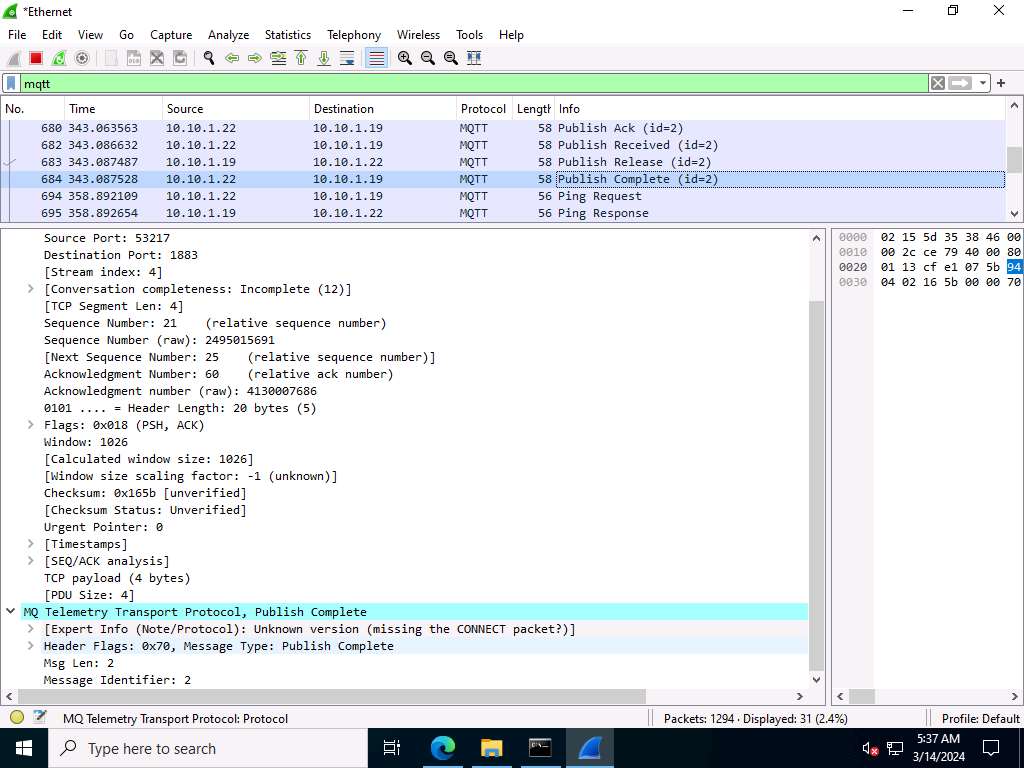 *Ethernet
File Edit View Go Capture Analyze Statistics Telephony Wireless Tools Help
mqtt
No. Time Source Destination Protocol Length Info
680 343.063563 10.10.1.22 10.10.1.19 MQTT 58 Publish Ack (id=2)
682 343.086632 10.10.1.22 10.10.1.19 MQTT 58 Publish Received (id=2)
683 343.087487 10.10.1.19 10.10.1.22 MQTT 58 Publish Release (id=2)
684 343.087528 10.10.1.22 10.10.1.19 MQTT 58 Publish Complete (id=2)
694 358.892109 10.10.1.22 10.10.1.19 MQTT 56 Ping Request
695 358.892654 10.10.1.19 10.10.1.22 MQTT 56 Ping Response
Source Port: 53217
Destination Port: 1883
[Stream index: 4]
[Conversation completeness: Incomplete (12)]
[TCP Segment Len: 4]
Sequence Number: 21 (relative sequence number)
Sequence Number (raw): 2495015691
[Next Sequence Number: 25 (relative sequence number)]
Acknowledgment Number: 60 (relative ack number)
Acknowledgment number (raw): 4130007686
0101 .... = Header Length: 20 bytes (5)
Flags: 0x018 (PSH, ACK)
Window: 1026
[Calculated window size: 1026]
[Window size scaling factor: -1 (unknown)]
Checksum: 0x165b [unverified]
[Checksum Status: Unverified]
Urgent Pointer: 0
[Timestamps]
[SEQ/ACK analysis]
TCP payload (4 bytes)
[PDU Size: 4]
MQ Telemetry Transport Protocol, Publish Complete
[Expert Info (Note/Protocol): Unknown version (missing the CONNECT packet?)]
Header Flags: 0x70, Message Type: Publish Complete
Msg Len: 2
Message Identifier: 2
0000 02 15 5d 35 38 46 00
0010 00 2c ce 79 40 00 80
0020 01 13 cf e1 07 5b 94
0030 04 02 16 5b 00 00 70
MQ Telemetry Transport Protocol: Protocol
Packets: 1294 · Displayed: 31 (2.4%)
Profile: Default
Type here to search
5:37 AM
3/14/2024